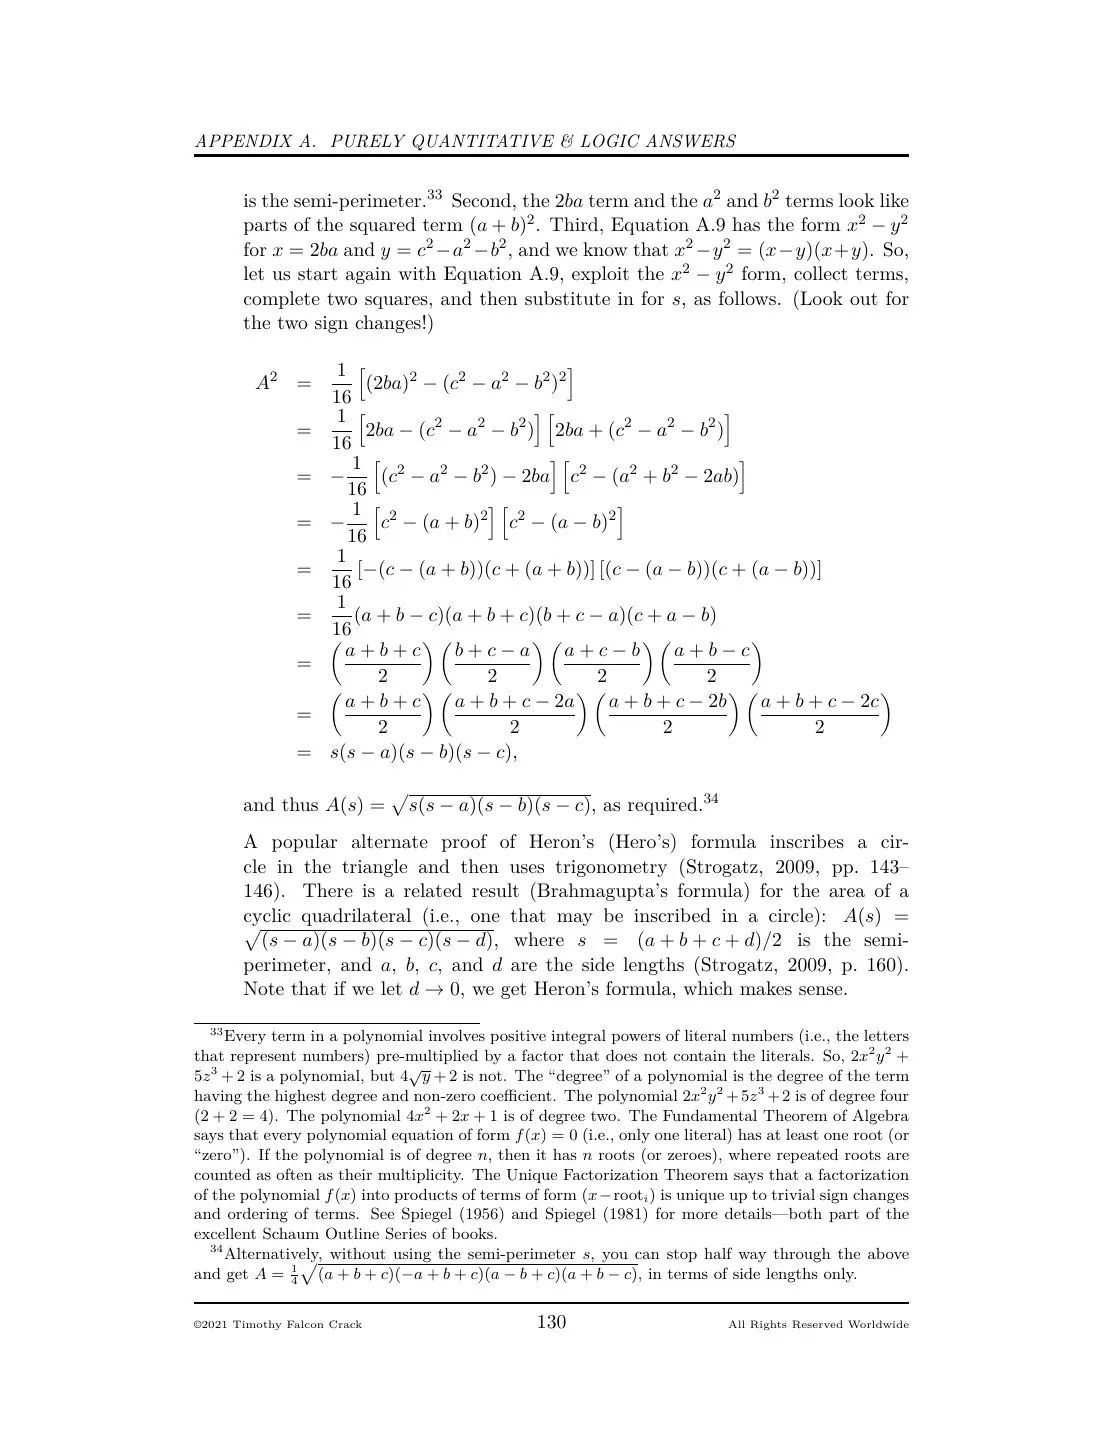 APPENDIX A. PURELY QUANTITATIVE & LOGIC ANSWERS
is the semi-perimeter.³³ Second, the 2ba term and the a² and b² terms look like
parts of the squared term (a + b)². Third, Equation A.9 has the form x² − y²
for x = 2ba and y = c²−a²−b², and we know that x²−y² = (x−y)(x+y). So,
let us start again with Equation A.9, exploit the x² − y² form, collect terms,
complete two squares, and then substitute in for s, as follows. (Look out for
the two sign changes!)
A² = 1/16 [(2ba)² − (c² − a² − b²)²]
= 1/16 [2ba − (c² − a² − b²)] [2ba + (c² − a² − b²)]
= −1/16 [(c² − a² − b²) − 2ba] [c² − (a² + b² − 2ab)]
= −1/16 [c² − (a + b)²] [c² − (a − b)²]
= 1/16 [−(c − (a + b))(c + (a + b))] [(c − (a − b))(c + (a − b))]
= 1/16 (a + b − c)(a + b + c)(b + c − a)(c + a − b)
= ((a + b + c)/2) ((b + c − a)/2) ((a + c − b)/2) ((a + b − c)/2)
= ((a + b + c)/2) ((a + b + c − 2a)/2) ((a + b + c − 2b)/2) ((a + b + c − 2c)/2)
= s(s − a)(s − b)(s − c),
and thus A(s) = √(s(s − a)(s − b)(s − c)), as required.³⁴
A popular alternate proof of Heron's (Hero's) formula inscribes a cir-
cle in the triangle and then uses trigonometry (Strogatz, 2009, pp. 143–
146). There is a related result (Brahmagupta's formula) for the area of a
cyclic quadrilateral (i.e., one that may be inscribed in a circle): A(s) =
√((s − a)(s − b)(s − c)(s − d)), where s = (a + b + c + d)/2 is the semi-
perimeter, and a, b, c, and d are the side lengths (Strogatz, 2009, p. 160).
Note that if we let d → 0, we get Heron's formula, which makes sense.
³³Every term in a polynomial involves positive integral powers of literal numbers (i.e., the letters
that represent numbers) pre-multiplied by a factor that does not contain the literals. So, 2x²y² +
5z³ + 2 is a polynomial, but 4√y + 2 is not. The “degree” of a polynomial is the degree of the term
having the highest degree and non-zero coefficient. The polynomial 2x²y² + 5z³ + 2 is of degree four
(2 + 2 = 4). The polynomial 4x² + 2x + 1 is of degree two. The Fundamental Theorem of Algebra
says that every polynomial equation of form f(x) = 0 (i.e., only one literal) has at least one root (or
“zero”). If the polynomial is of degree n, then it has n roots (or zeroes), where repeated roots are
counted as often as their multiplicity. The Unique Factorization Theorem says that a factorization
of the polynomial f(x) into products of terms of form (x−rootᵢ) is unique up to trivial sign changes
and ordering of terms. See Spiegel (1956) and Spiegel (1981) for more details—both part of the
excellent Schaum Outline Series of books.
³⁴Alternatively, without using the semi-perimeter s, you can stop half way through the above
and get A = 1/4 √((a + b + c)(−a + b + c)(a − b + c)(a + b − c)), in terms of side lengths only.
©2021 Timothy Falcon Crack 130 All Rights Reserved Worldwide